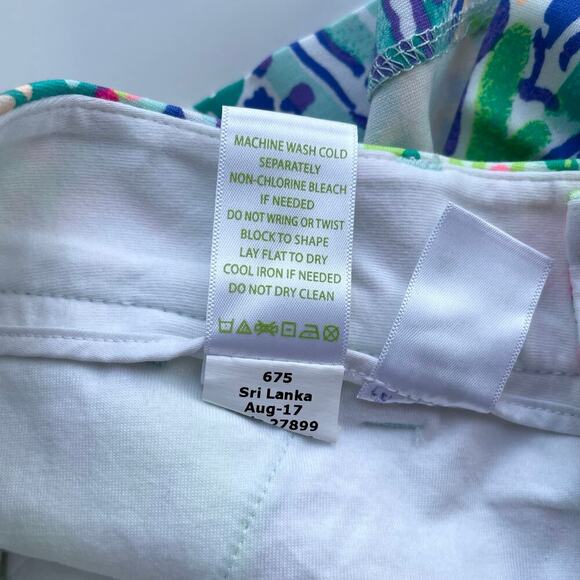 MACHINE WASH COLD
SEPARATELY
NON-CHLORINE BLEACH
IF NEEDED
DO NOT WRING OR TWIST
BLOCK TO SHAPE
LAY FLAT TO DRY
COOL IRON IF NEEDED
DO NOT DRY CLEAN
675
Sri Lanka
Aug-17
27899